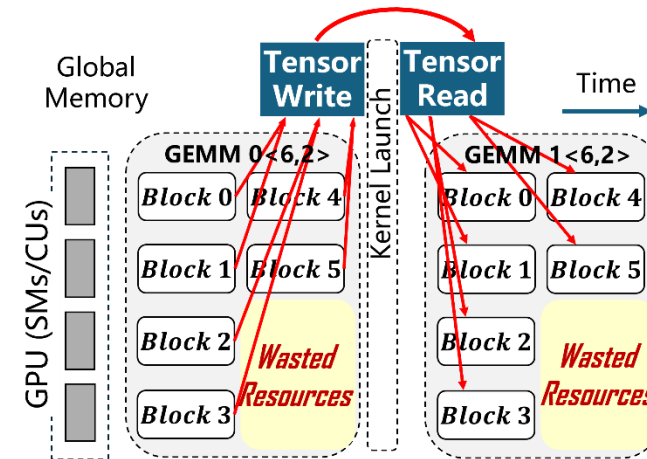 Global
Memory
Tensor
Write
Tensor
Read
Time
GPU (SMs/CUs)
GEMM 0<6,2>
Block 0
Block 4
Block 1
Block 5
Block 2
Block 3
Wasted
Resources
Kernel Launch
GEMM 1<6,2>
Block 0
Block 4
Block 1
Block 5
Block 2
Block 3
Wasted
Resources